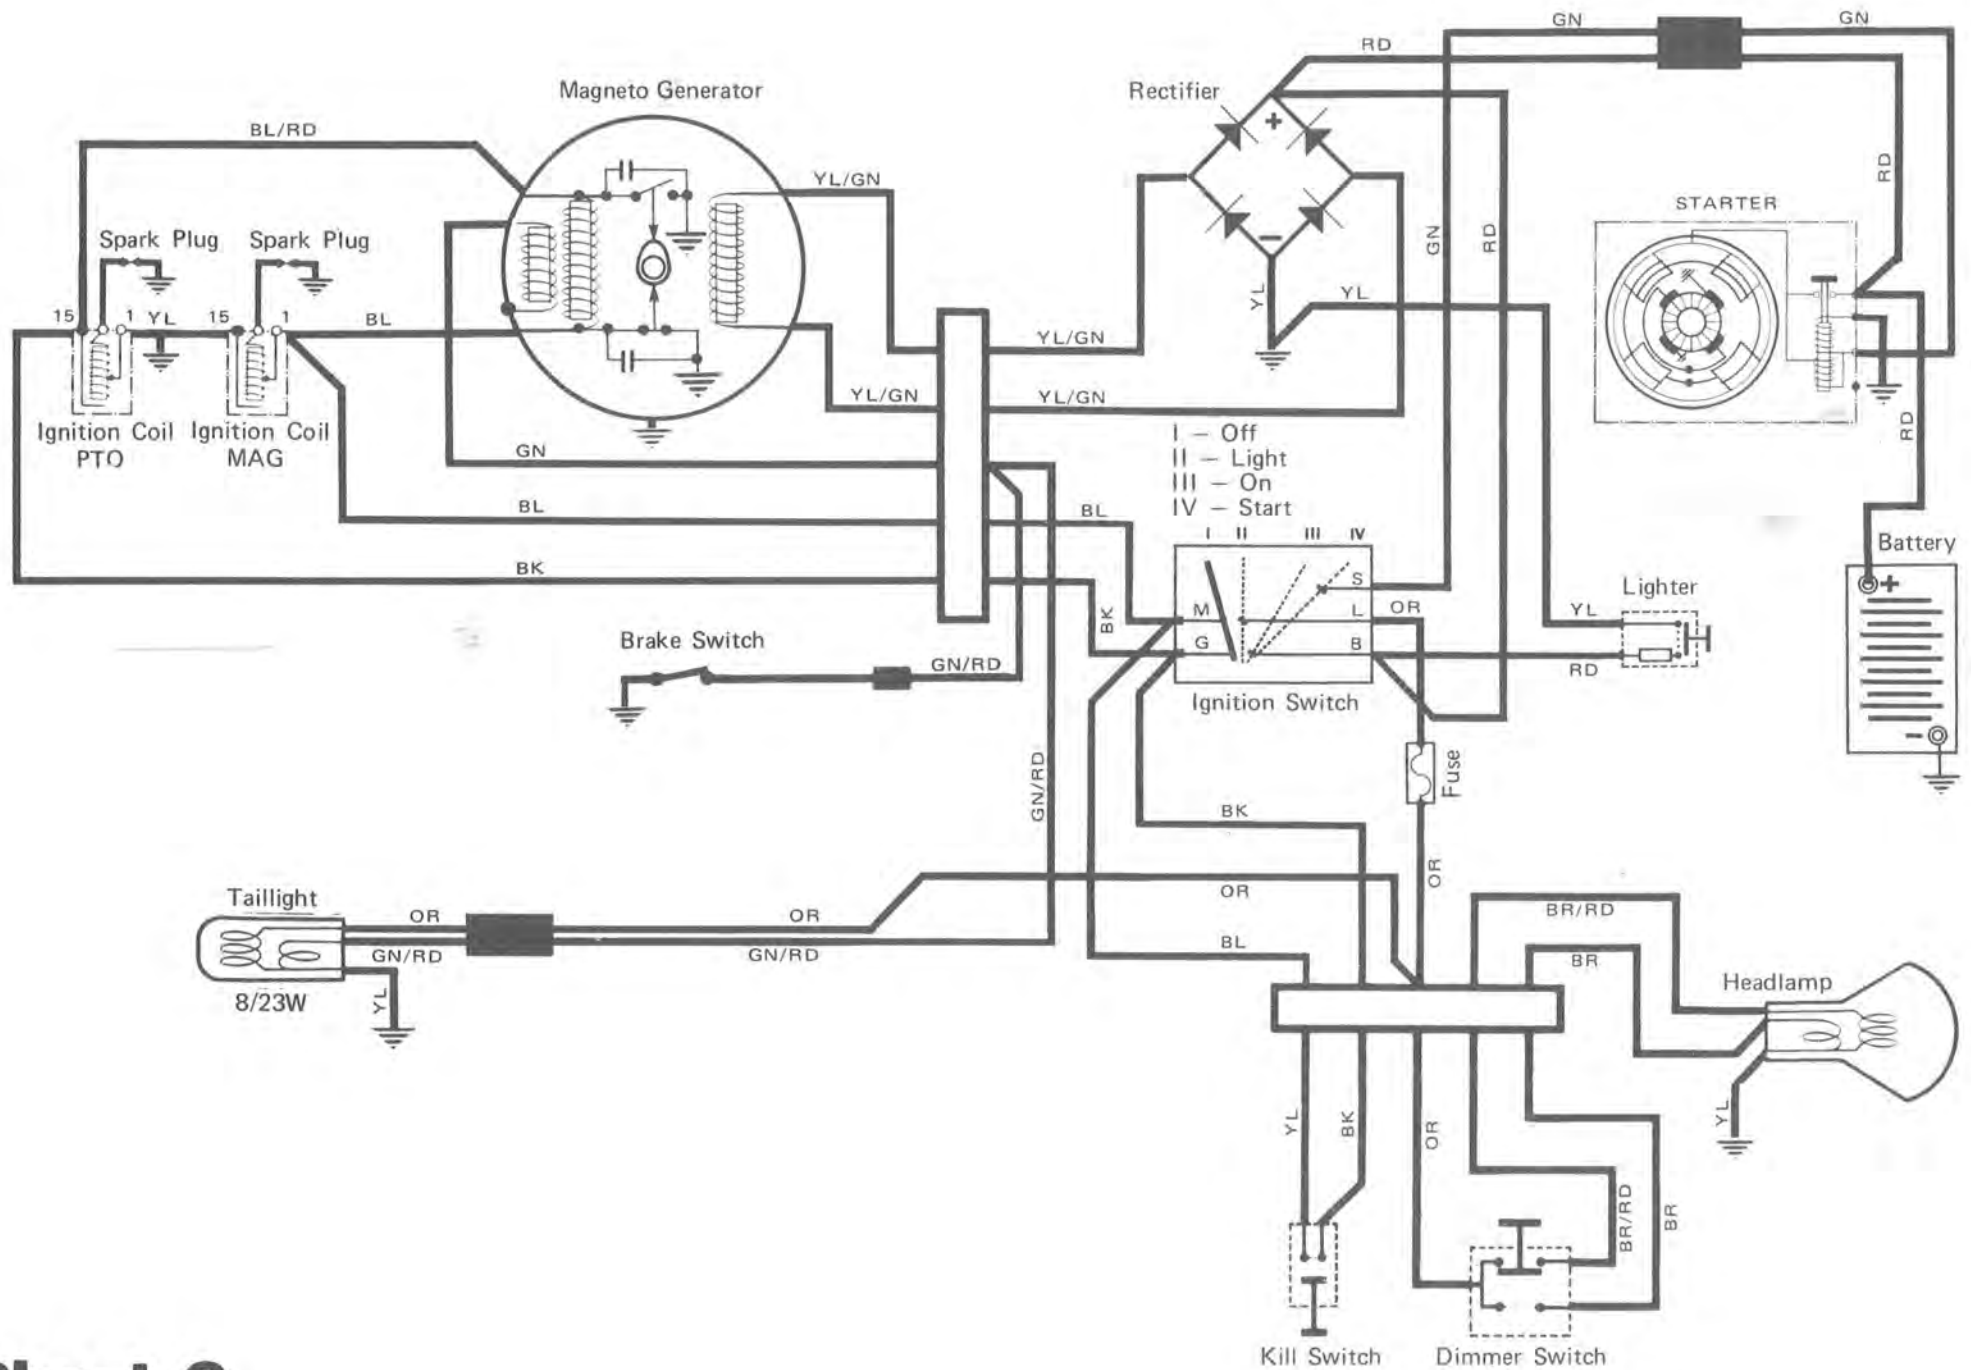 GN
GN
RD
Magneto Generator
Rectifier
BL/RD
+
RD
YL/GN
STARTER
Spark Plug
Spark Plug
GN
RD
−
YL
YL
15
1
YL
15
1
BL
YL/GN
YL/GN
YL/GN
RD
Ignition Coil
PTO
Ignition Coil
MAG
I – Off
II – Light
III – On
IV – Start
GN
BL
BL
I
II
III
IV
Battery
BK
S
+
Lighter
M
L
OR
YL
BK
Brake Switch
G
B
GN/RD
RD
Ignition Switch
−
GN/RD
Fuse
BK
OR
OR
Taillight
OR
OR
BR/RD
BL
GN/RD
GN/RD
BR
Headlamp
YL
8/23W
YL
BK
OR
YL
BR/RD
BR
Kill Switch
Dimmer Switch